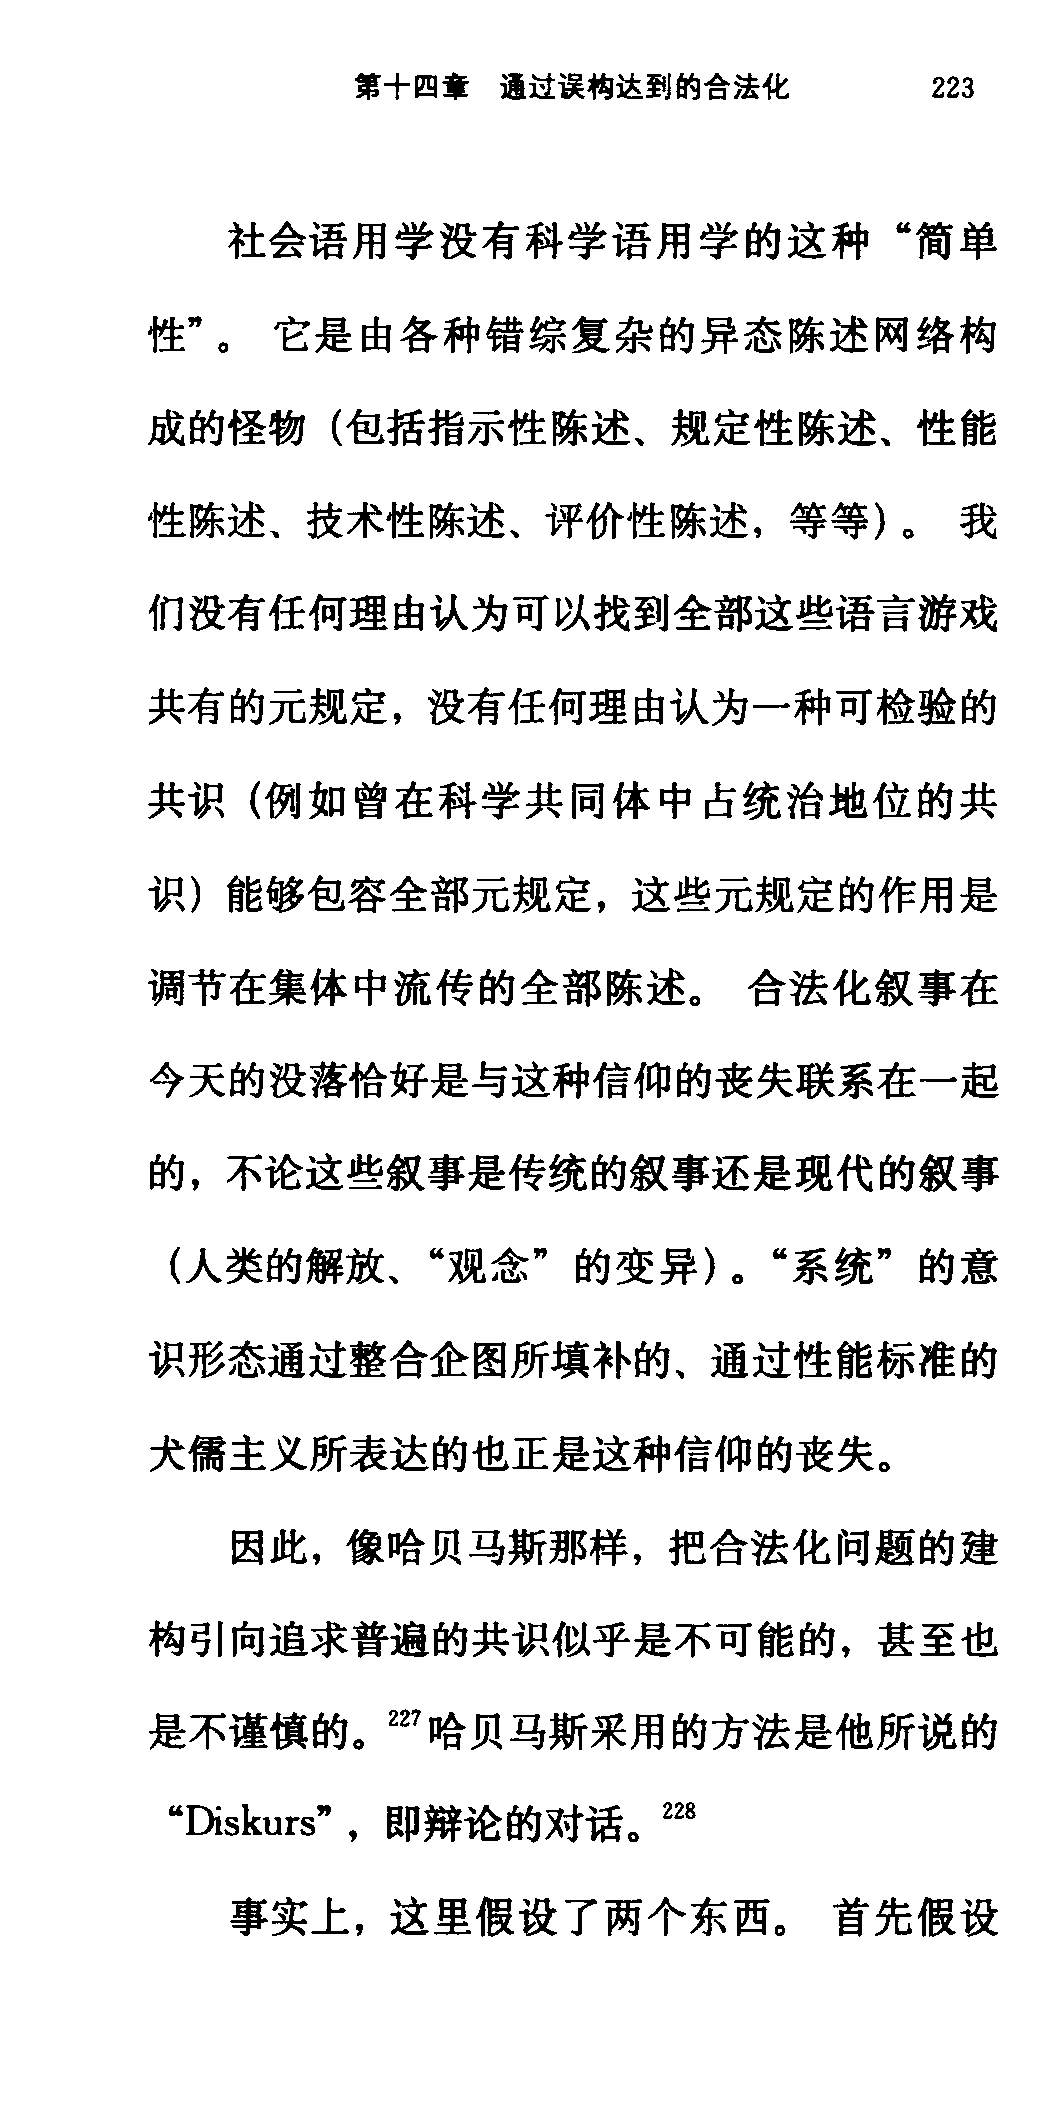 第十四章 通过误构达到的合法化 223
社会语用学没有科学语用学的这种“简单
性”。 它是由各种错综复杂的异态陈述网络构
成的怪物（包括指示性陈述、规定性陈述、性能
性陈述、技术性陈述、评价性陈述，等等）。 我
们没有任何理由认为可以找到全部这些语言游戏
共有的元规定，没有任何理由认为一种可检验的
共识（例如曾在科学共同体中占统治地位的共
识）能够包容全部元规定，这些元规定的作用是
调节在集体中流传的全部陈述。 合法化叙事在
今天的没落恰好是与这种信仰的丧失联系在一起
的，不论这些叙事是传统的叙事还是现代的叙事
（人类的解放、“观念”的变异）。“系统”的意
识形态通过整合企图所填补的、通过性能标准的
犬儒主义所表达的也正是这种信仰的丧失。
因此，像哈贝马斯那样，把合法化问题的建
构引向追求普遍的共识似乎是不可能的，甚至也
是不谨慎的。227哈贝马斯采用的方法是他所说的
“Diskurs”，即辩论的对话。228
事实上，这里假设了两个东西。 首先假设